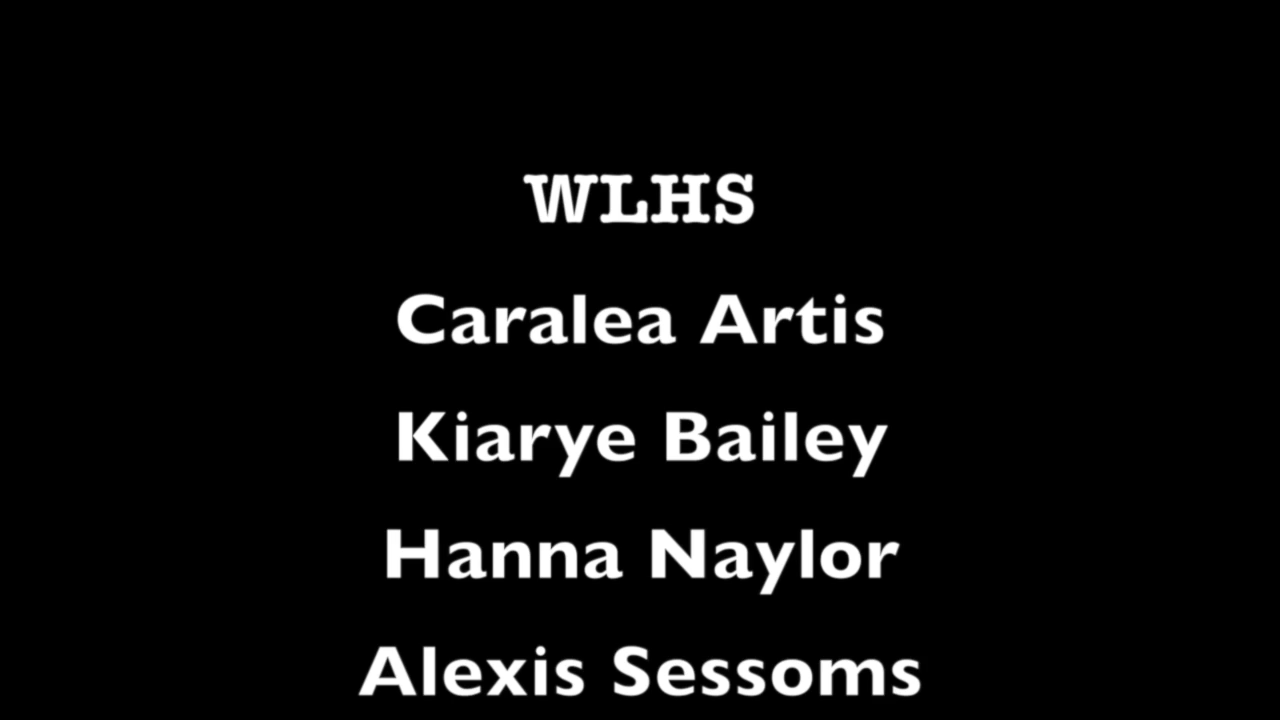 WLHS
Caralea Artis
Kiarye Bailey
Hanna Naylor
Alexis Sessoms